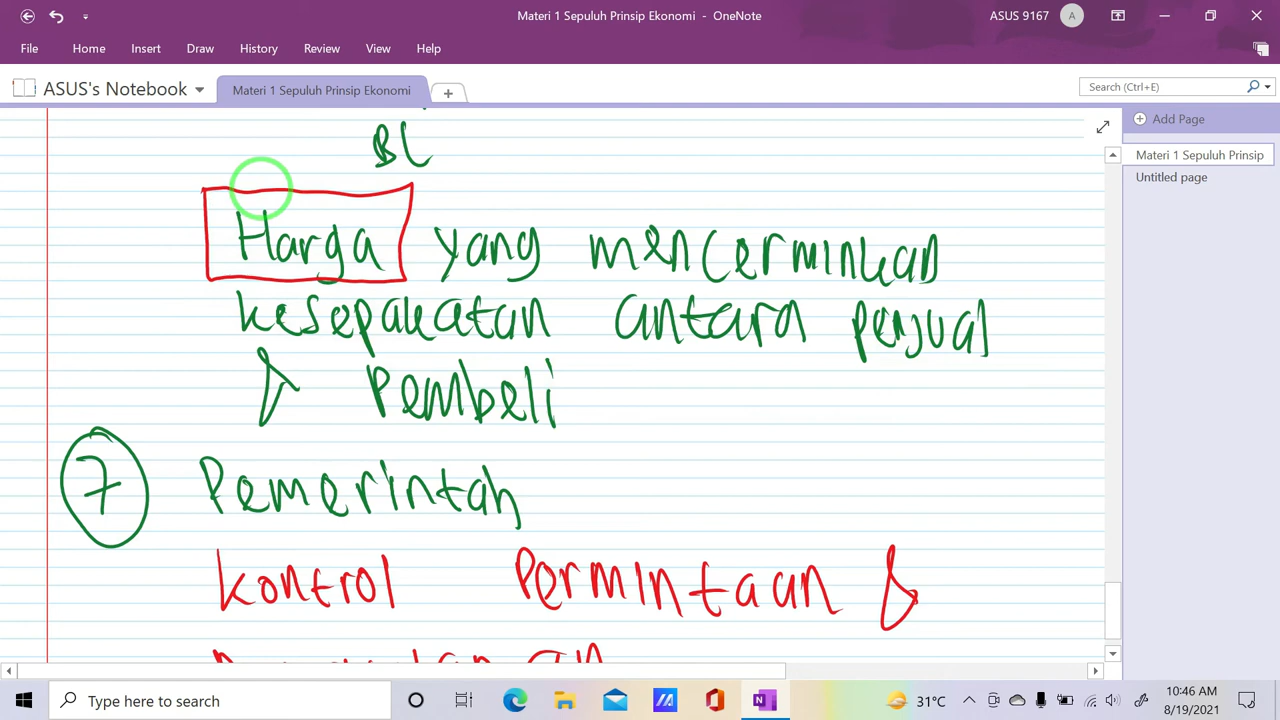 Materi 1 Sepuluh Prinsip Ekonomi - OneNote
ASUS 9167
A
File Home Insert Draw History Review View Help
ASUS's Notebook
Materi 1 Sepuluh Prinsip Ekonomi
Search (Ctrl+E)
Add Page
Materi 1 Sepuluh Prinsip
Untitled page
BL
Harga yang mencerminkan
kesepakatan antara penjual
& Pembeli
7 Pemerintah
kontrol Permintaan &
Type here to search
31°C
10:46 AM
8/19/2021